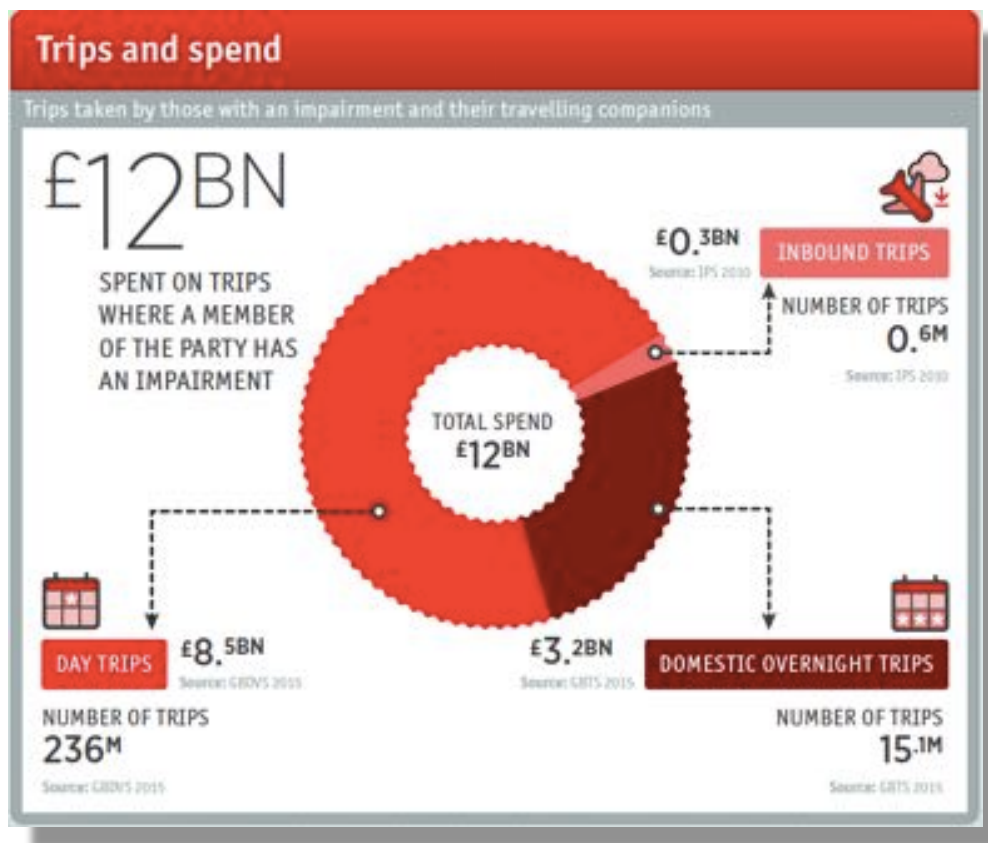 Trips and spend
Trips taken by those with an impairment and their travelling companions
£12BN
SPENT ON TRIPS
WHERE A MEMBER
OF THE PARTY HAS
AN IMPAIRMENT
£0.3BN
INBOUND TRIPS
Source: IPS 2010
NUMBER OF TRIPS
0.6M
Source: IPS 2010
TOTAL SPEND
£12BN
DAY TRIPS
£8.5BN
Source: GBDVS 2015
NUMBER OF TRIPS
236M
Source: GBDVS 2015
£3.2BN
DOMESTIC OVERNIGHT TRIPS
Source: GBTS 2015
NUMBER OF TRIPS
15.1M
Source: GBTS 2015